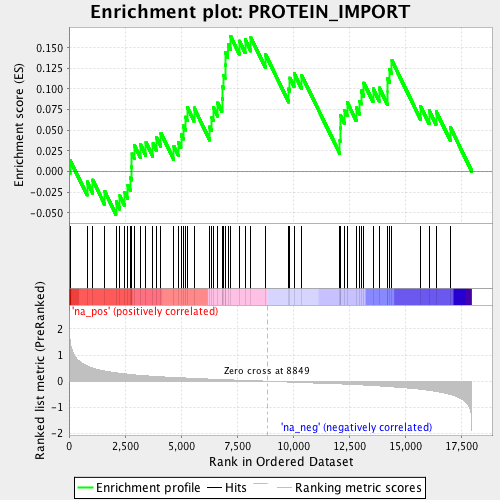 Enrichment plot: PROTEIN_IMPORT
Enrichment score (ES)
0.150
0.125
0.100
0.075
0.050
0.025
0.000
-0.025
-0.050
'na_pos' (positively correlated)
Ranked list metric (PreRanked)
2
1
0
-1
-2
Zero cross at 8849
'na_neg' (negatively correlated)
0
2,500
5,000
7,500
10,000
12,500
15,000
17,500
Rank in Ordered Dataset
Enrichment profile
Hits
Ranking metric scores